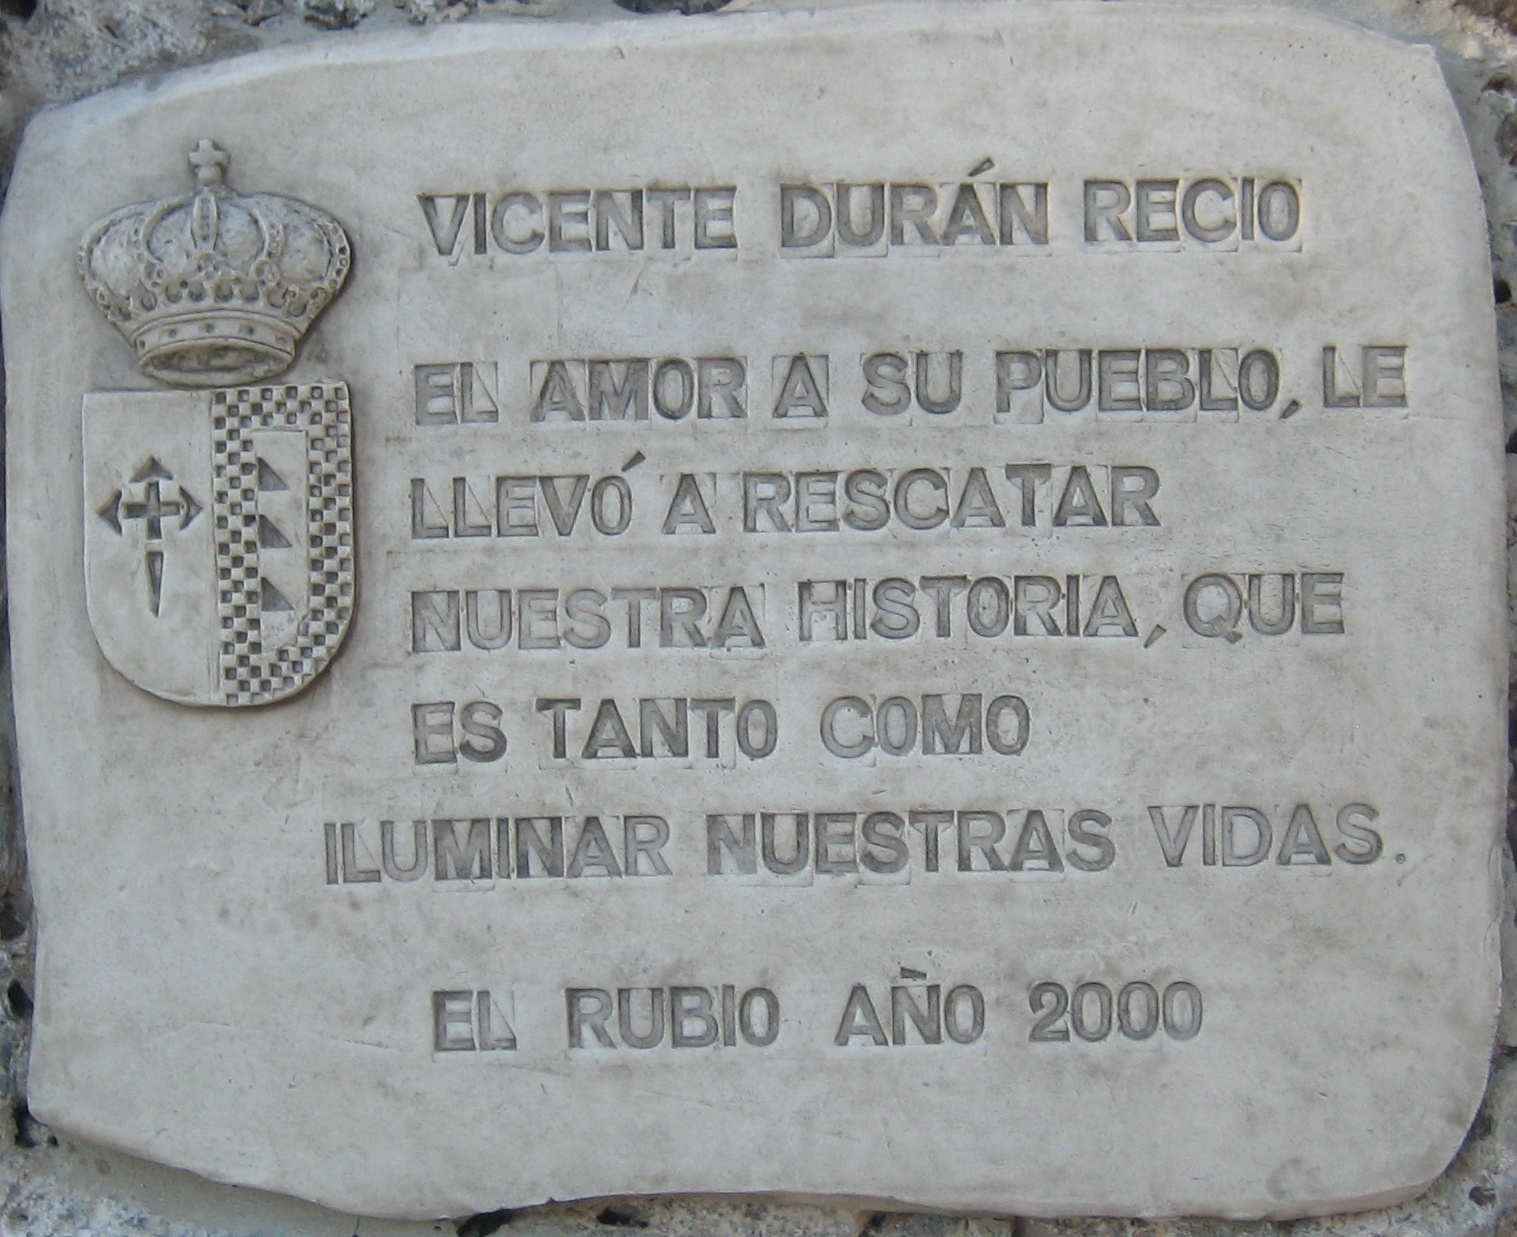 VICENTE DURÁN RECIO
EL AMOR A SU PUEBLO, LE
LLEVÓ A RESCATAR
NUESTRA HISTORIA, QUE
ES TANTO COMO
ILUMINAR NUESTRAS VIDAS.
EL RUBIO AÑO 2000